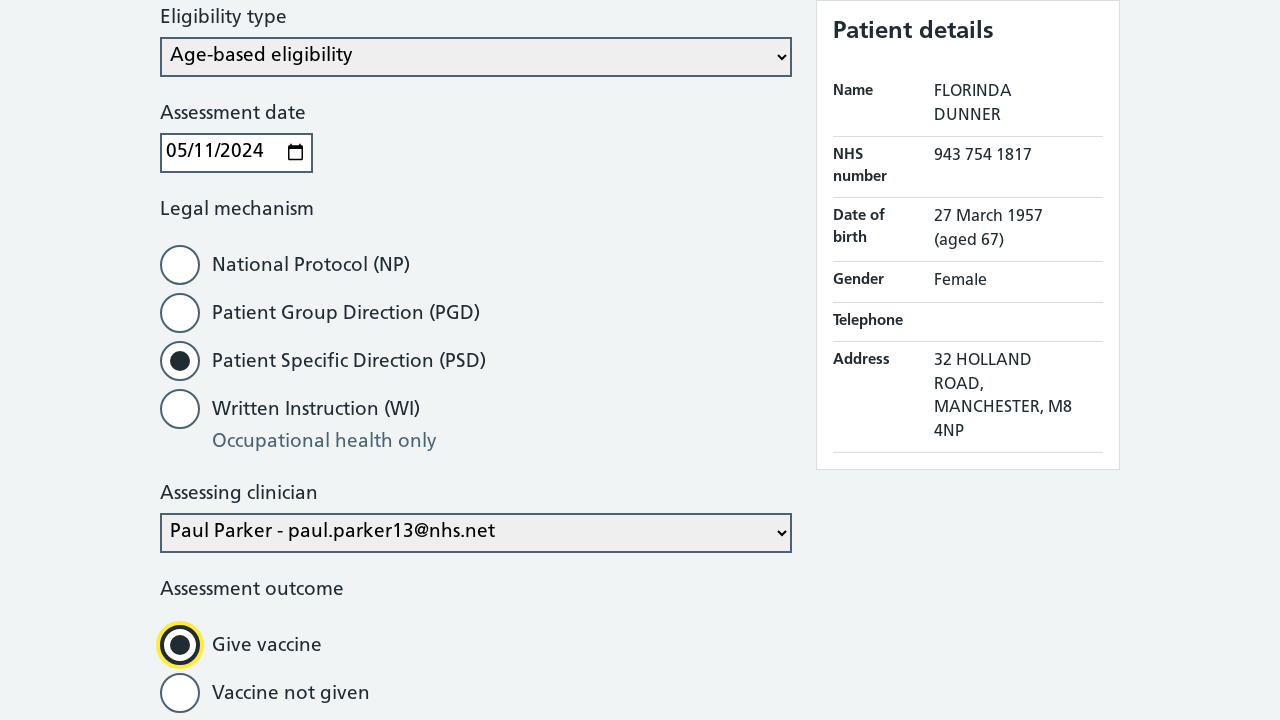 Eligibility type
Age-based eligibility
Assessment date
05/11/2024
Legal mechanism
National Protocol (NP)
Patient Group Direction (PGD)
Patient Specific Direction (PSD)
Written Instruction (WI)
Occupational health only
Assessing clinician
Paul Parker - paul.parker13@nhs.net
Assessment outcome
Give vaccine
Vaccine not given
Patient details
Name
FLORINDA
DUNNER
NHS
number
943 754 1817
Date of
birth
27 March 1957
(aged 67)
Gender
Female
Telephone
Address
32 HOLLAND
ROAD,
MANCHESTER, M8
4NP